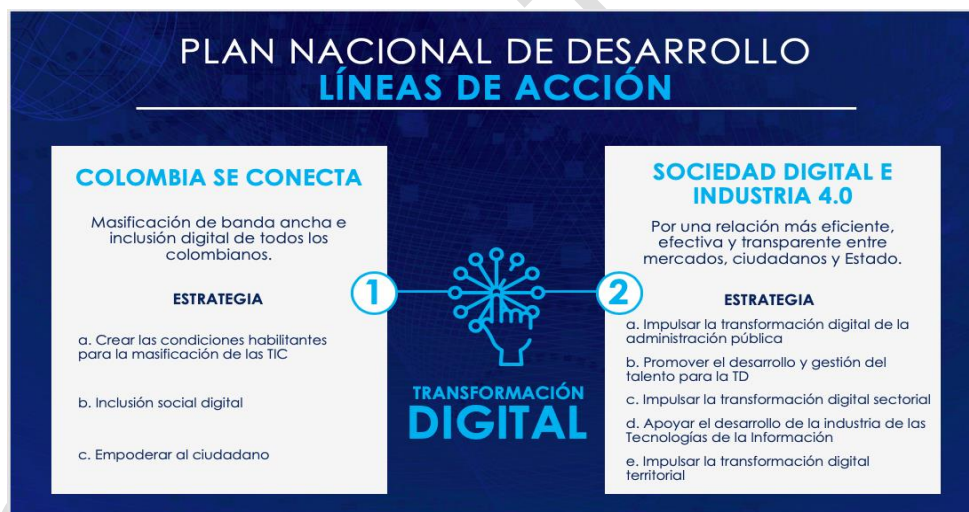 PLAN NACIONAL DE DESARROLLO
LÍNEAS DE ACCIÓN
COLOMBIA SE CONECTA
Masificación de banda ancha e
inclusión digital de todos los
colombianos.
ESTRATEGIA
a. Crear las condiciones habilitantes
para la masificación de las TIC
b. Inclusión social digital
c. Empoderar al ciudadano
1
TRANSFORMACIÓN
DIGITAL
2
SOCIEDAD DIGITAL E
INDUSTRIA 4.0
Por una relación más eficiente,
efectiva y transparente entre
mercados, ciudadanos y Estado.
ESTRATEGIA
a. Impulsar la transformación digital de la
administración pública
b. Promover el desarrollo y gestión del
talento para la TD
c. Impulsar la transformación digital sectorial
d. Apoyar el desarrollo de la industria de las
Tecnologías de la Información
e. Impulsar la transformación digital
territorial